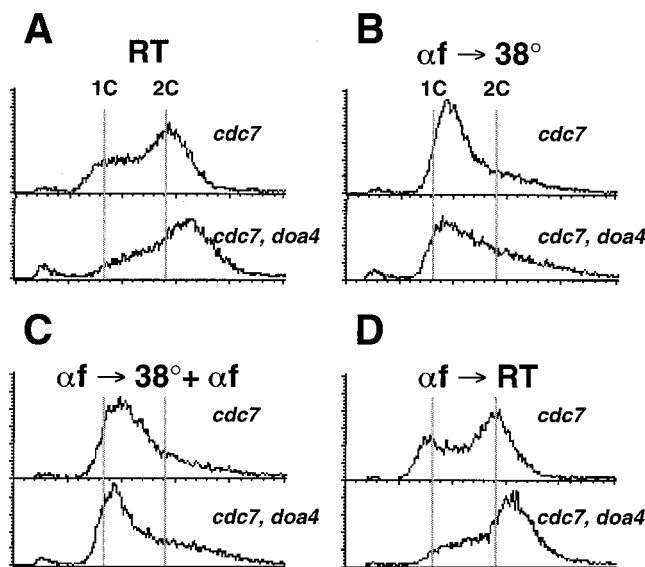 A
RT
1C 2C
cdc7
cdc7, doa4
B
αf → 38°
1C 2C
cdc7
cdc7, doa4
C
αf → 38°+ αf
cdc7
cdc7, doa4
D
αf → RT
cdc7
cdc7, doa4